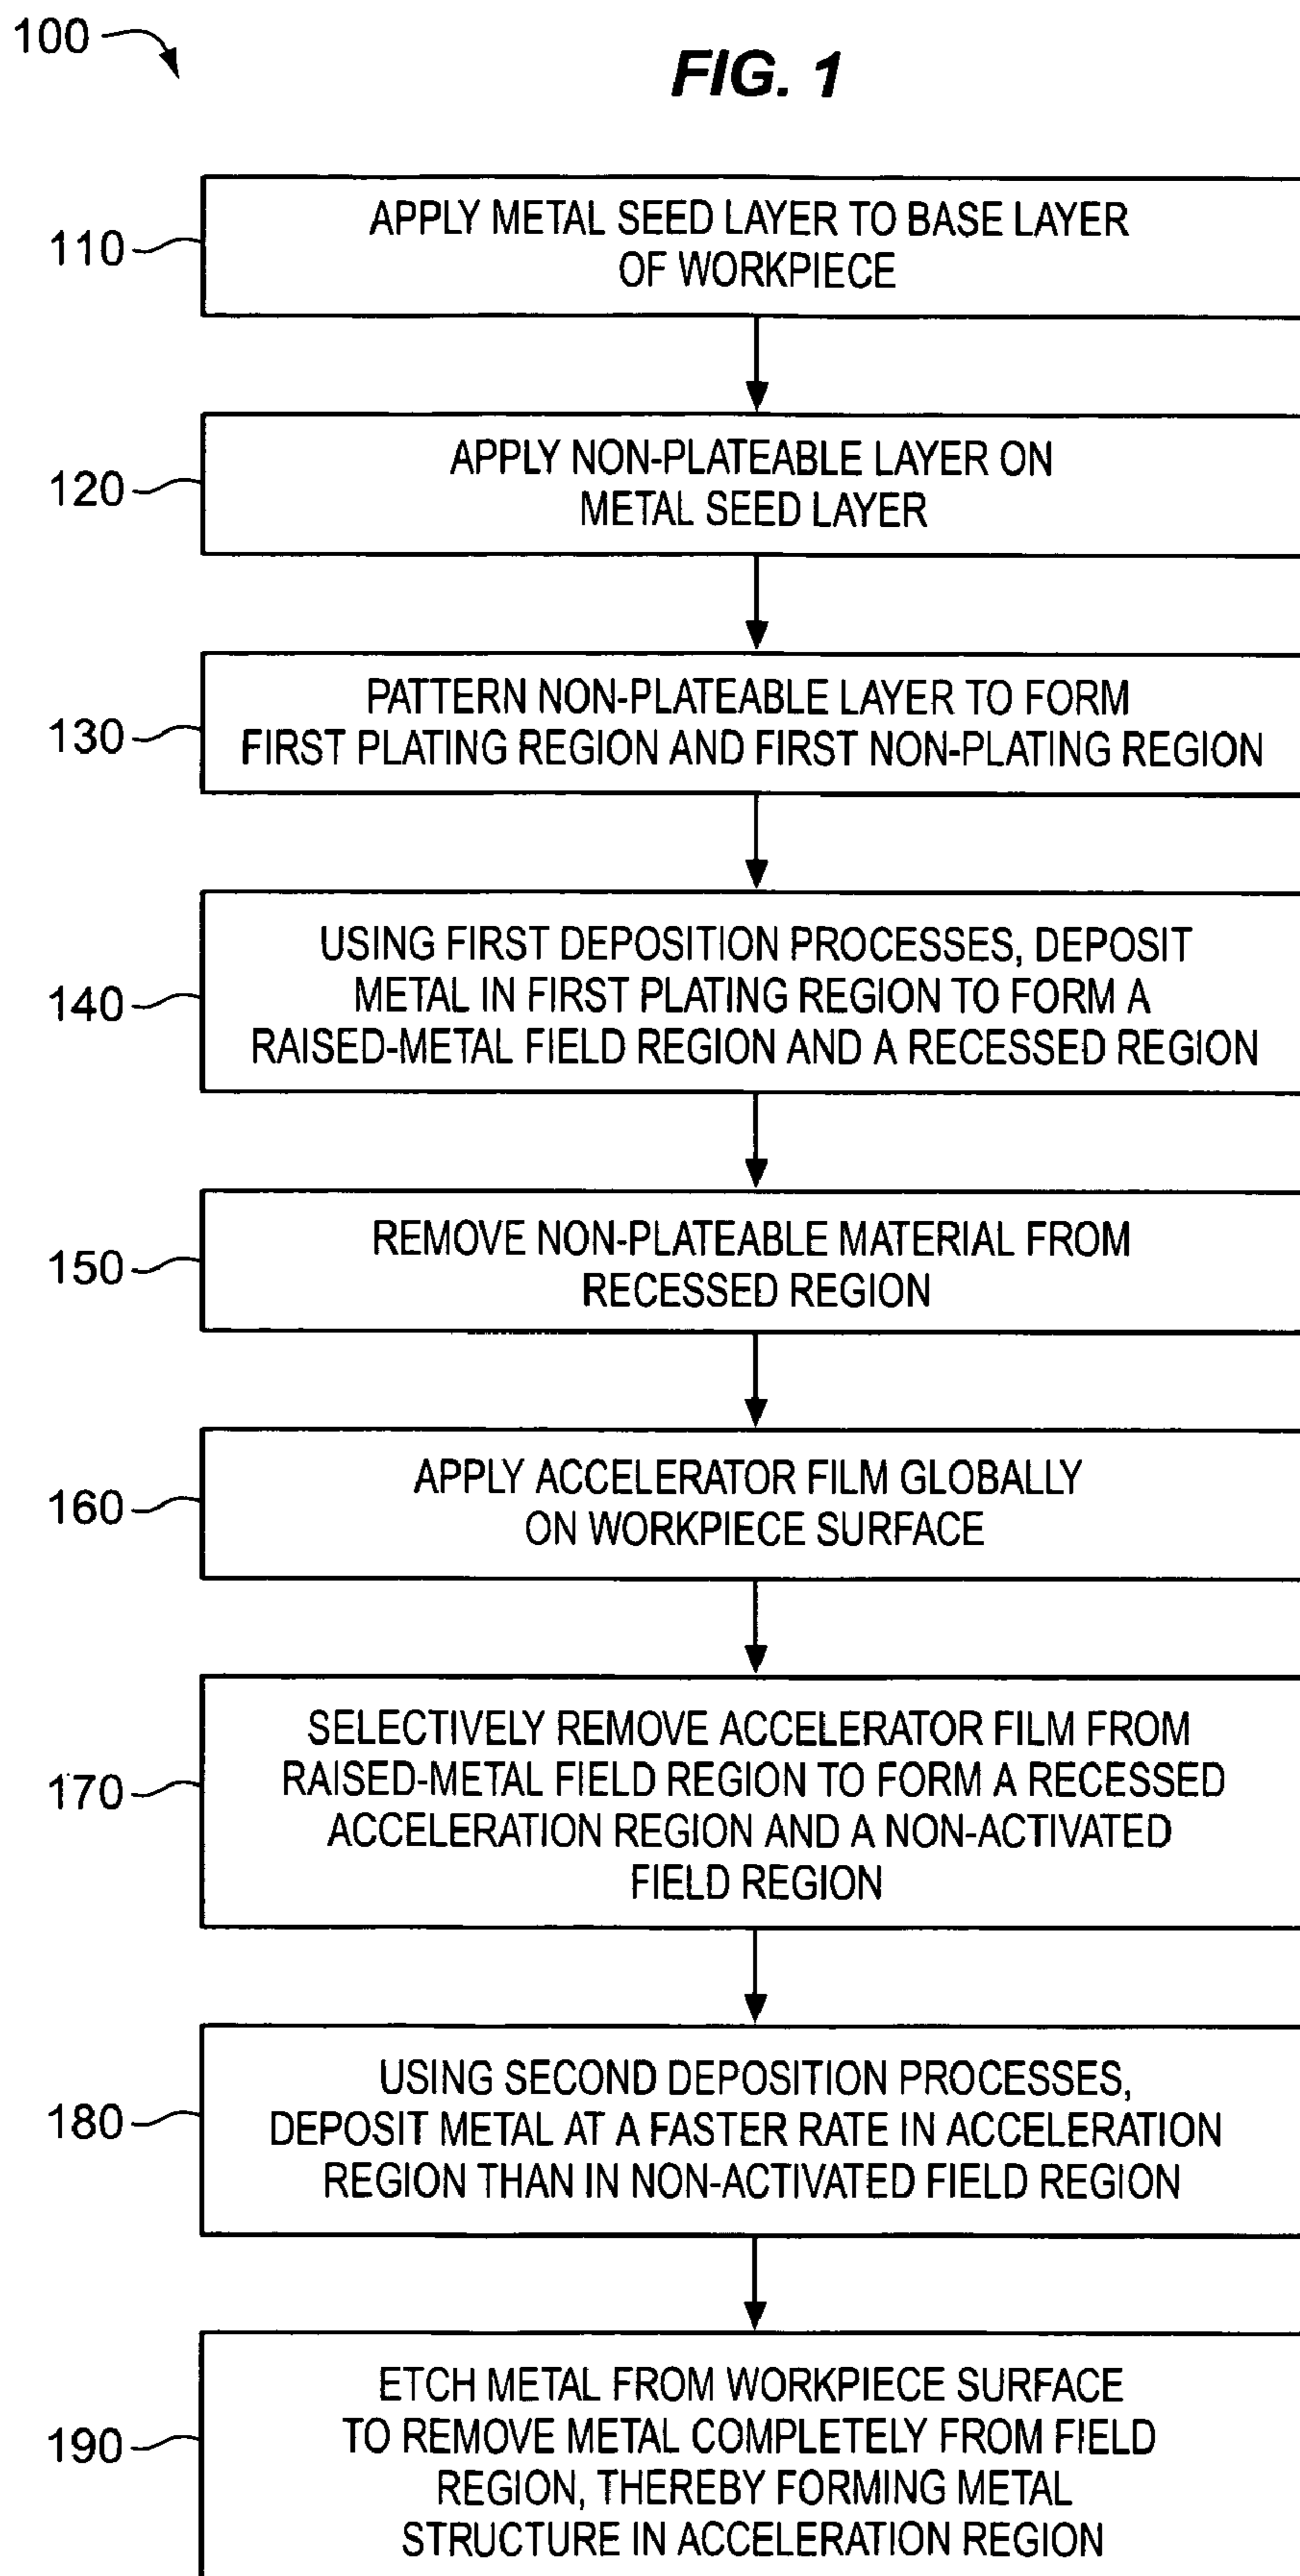 100
FIG. 1
110
APPLY METAL SEED LAYER TO BASE LAYER
OF WORKPIECE
120
APPLY NON-PLATEABLE LAYER ON
METAL SEED LAYER
130
PATTERN NON-PLATEABLE LAYER TO FORM
FIRST PLATING REGION AND FIRST NON-PLATING REGION
140
USING FIRST DEPOSITION PROCESSES, DEPOSIT
METAL IN FIRST PLATING REGION TO FORM A
RAISED-METAL FIELD REGION AND A RECESSED REGION
150
REMOVE NON-PLATEABLE MATERIAL FROM
RECESSED REGION
160
APPLY ACCELERATOR FILM GLOBALLY
ON WORKPIECE SURFACE
170
SELECTIVELY REMOVE ACCELERATOR FILM FROM
RAISED-METAL FIELD REGION TO FORM A RECESSED
ACCELERATION REGION AND A NON-ACTIVATED
FIELD REGION
180
USING SECOND DEPOSITION PROCESSES,
DEPOSIT METAL AT A FASTER RATE IN ACCELERATION
REGION THAN IN NON-ACTIVATED FIELD REGION
190
ETCH METAL FROM WORKPIECE SURFACE
TO REMOVE METAL COMPLETELY FROM FIELD
REGION, THEREBY FORMING METAL
STRUCTURE IN ACCELERATION REGION